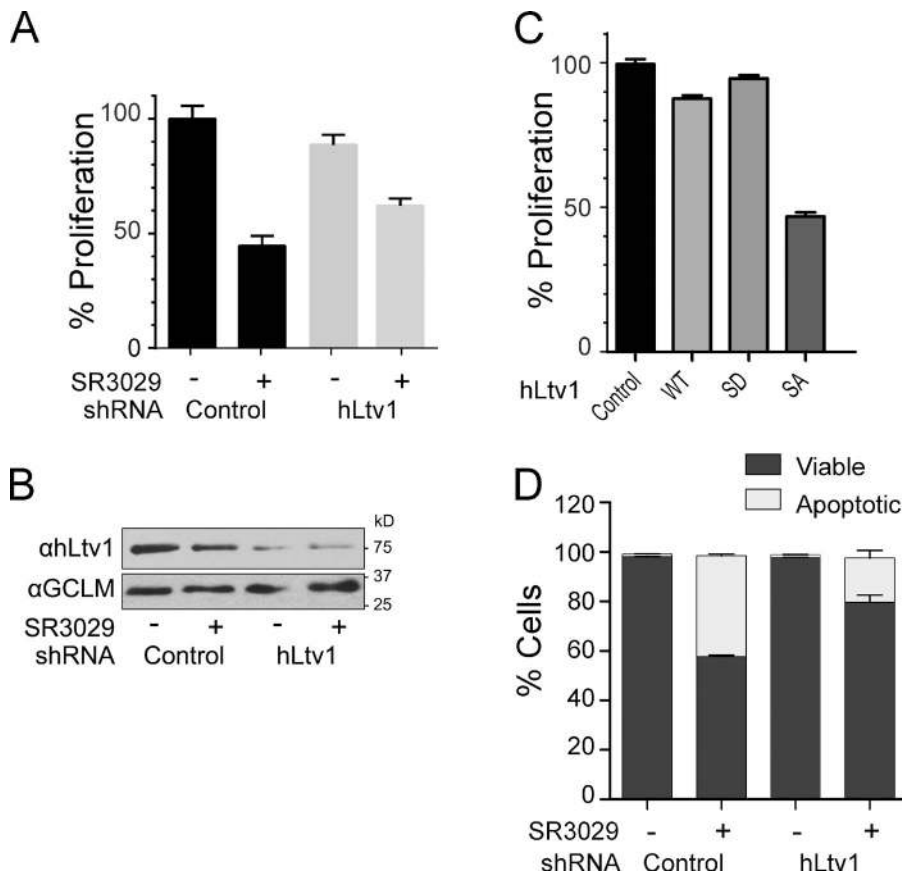 A
% Proliferation
100
50
0
SR3029 - + - +
shRNA Control hLtv1
B
kD
αhLtv1
75
αGCLM
37
25
SR3029 - + - +
shRNA Control hLtv1
C
% Proliferation
100
50
0
hLtv1 Control WT SD SA
D
Viable
Apoptotic
% Cells
120
100
80
60
40
20
0
SR3029 - + - +
shRNA Control hLtv1